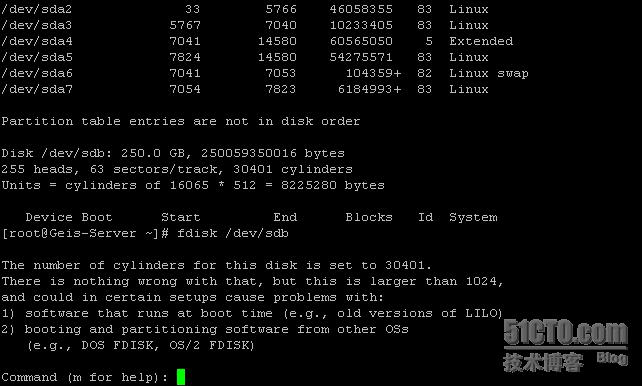 /dev/sda2 33 5766 46058355 83 Linux
/dev/sda3 5767 7040 10233405 83 Linux
/dev/sda4 7041 14580 60565050 5 Extended
/dev/sda5 7824 14580 54275571 83 Linux
/dev/sda6 7041 7053 104359+ 82 Linux swap
/dev/sda7 7054 7823 6184993+ 83 Linux
Partition table entries are not in disk order
Disk /dev/sdb: 250.0 GB, 250059350016 bytes
255 heads, 63 sectors/track, 30401 cylinders
Units = cylinders of 16065 * 512 = 8225280 bytes
Device Boot Start End Blocks Id System
[root@Geis-Server ~]# fdisk /dev/sdb
The number of cylinders for this disk is set to 30401.
There is nothing wrong with that, but this is larger than 1024,
and could in certain setups cause problems with:
1) software that runs at boot time (e.g., old versions of LILO)
2) booting and partitioning software from other OSs
(e.g., DOS FDISK, OS/2 FDISK)
Command (m for help):
51CTO.com
技术博客 Blog